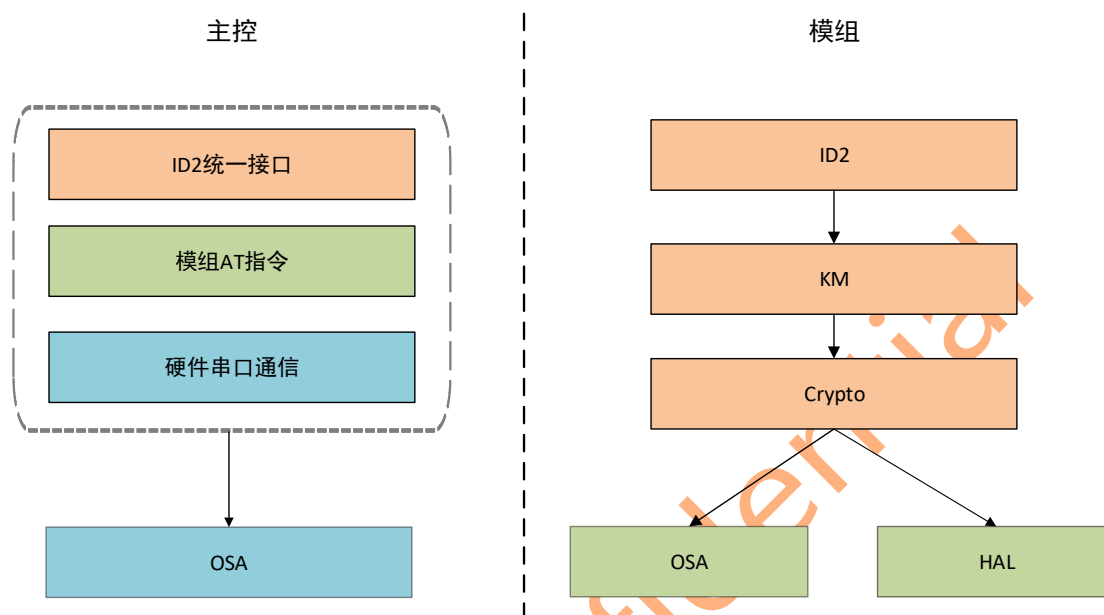 主控
模组
ID2统一接口
模组AT指令
硬件串口通信
OSA
ID2
KM
Crypto
OSA
HAL